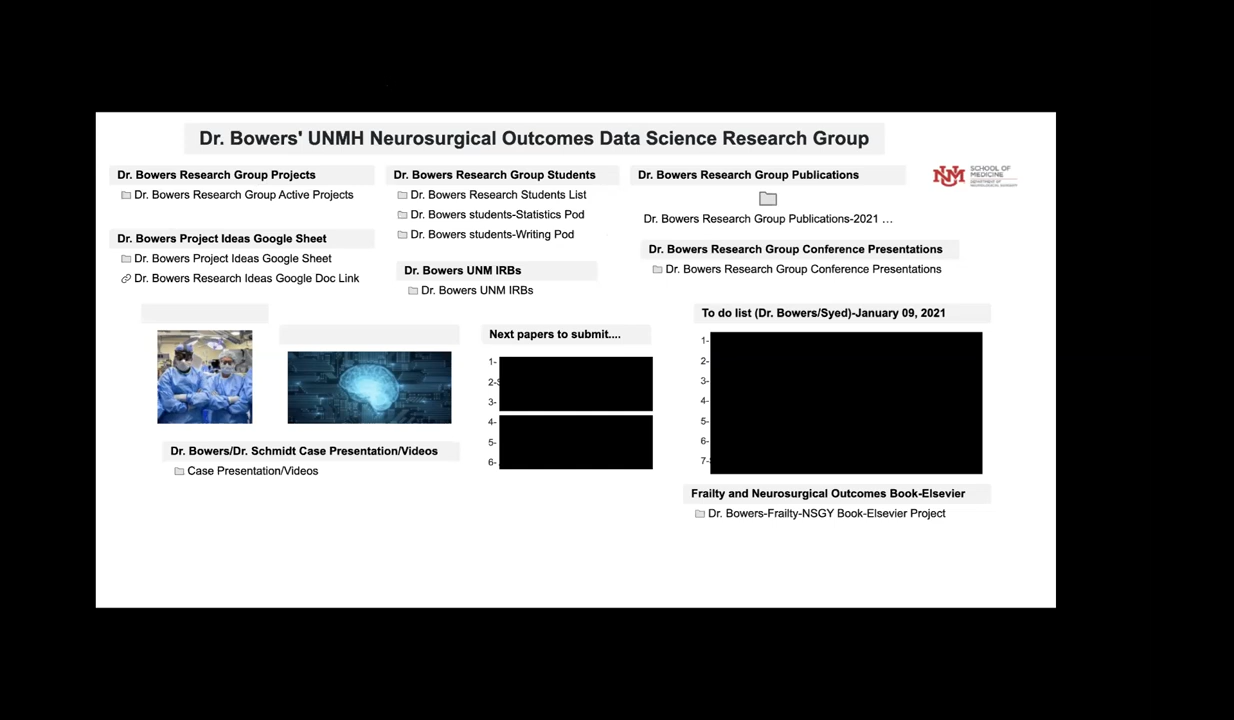 Dr. Bowers' UNMH Neurosurgical Outcomes Data Science Research Group
Dr. Bowers Research Group Projects
Dr. Bowers Research Group Active Projects
Dr. Bowers Project Ideas Google Sheet
Dr. Bowers Project Ideas Google Sheet
Dr. Bowers Research Ideas Google Doc Link
Dr. Bowers Research Group Students
Dr. Bowers Research Students List
Dr. Bowers students-Statistics Pod
Dr. Bowers students-Writing Pod
Dr. Bowers UNM IRBs
Dr. Bowers UNM IRBs
Dr. Bowers Research Group Publications
Dr. Bowers Research Group Publications-2021 ...
Dr. Bowers Research Group Conference Presentations
Dr. Bowers Research Group Conference Presentations
UNM
SCHOOL OF
MEDICINE
DEPARTMENT OF
NEUROLOGICAL SURGERY
Dr. Bowers/Dr. Schmidt Case Presentation/Videos
Case Presentation/Videos
Next papers to submit....
1-
2-
3-
4-
5-
6-
To do list (Dr. Bowers/Syed)-January 09, 2021
1-
2-
3-
4-
5-
6-
7-
Frailty and Neurosurgical Outcomes Book-Elsevier
Dr. Bowers-Frailty-NSGY Book-Elsevier Project